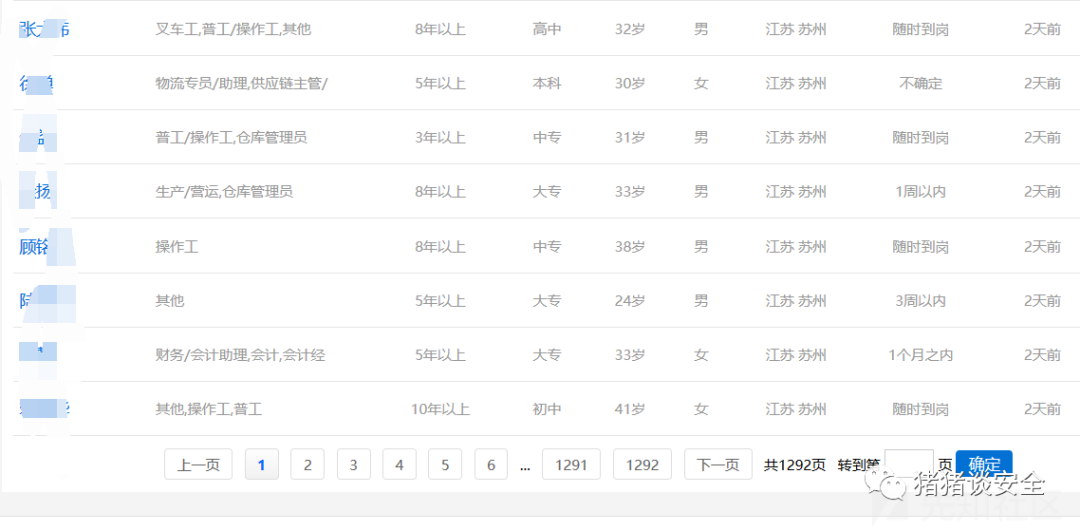 叉车工,普工/操作工,其他 8年以上 高中 32岁 男 江苏 苏州 随时到岗 2天前
物流专员/助理,供应链主管/ 5年以上 本科 30岁 女 江苏 苏州 不确定 2天前
普工/操作工,仓库管理员 3年以上 中专 31岁 男 江苏 苏州 随时到岗 2天前
扬 生产/营运,仓库管理员 8年以上 大专 33岁 男 江苏 苏州 1周以内 2天前
顾铭 操作工 8年以上 中专 38岁 男 江苏 苏州 随时到岗 2天前
其他 5年以上 大专 24岁 男 江苏 苏州 3周以内 2天前
财务/会计助理,会计,会计经 5年以上 大专 33岁 女 江苏 苏州 1个月之内 2天前
其他,操作工,普工 10年以上 初中 41岁 女 江苏 苏州 随时到岗 2天前
上一页 1 2 3 4 5 6 ... 1291 1292 下一页 共1292页 转到第 页 确定
猪猪谈安全
先知社区